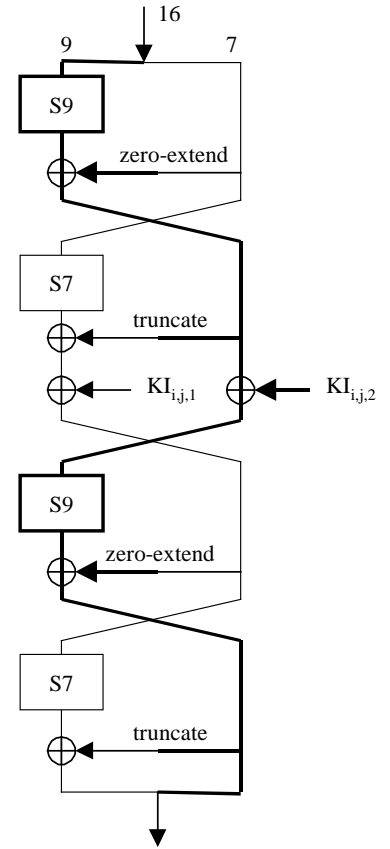 16
9 7
S9
zero-extend
S7
truncate
KI_{i,j,1} KI_{i,j,2}
S9
zero-extend
S7
truncate